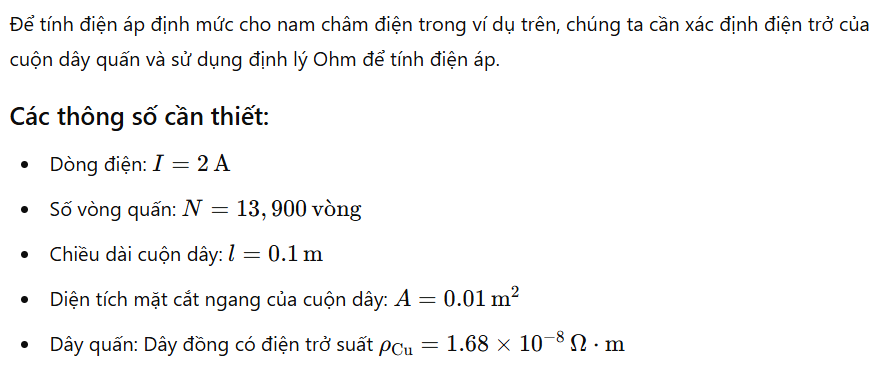 Để tính điện áp định mức cho nam châm điện trong ví dụ trên, chúng ta cần xác định điện trở của
cuộn dây quấn và sử dụng định lý Ohm để tính điện áp.
Các thông số cần thiết:
• Dòng điện: I = 2 A
• Số vòng quấn: N = 13,900 vòng
• Chiều dài cuộn dây: l = 0.1 m
• Diện tích mặt cắt ngang của cuộn dây: A = 0.01 m²
• Dây quấn: Dây đồng có điện trở suất ρCu = 1.68 × 10⁻⁸ Ω · m